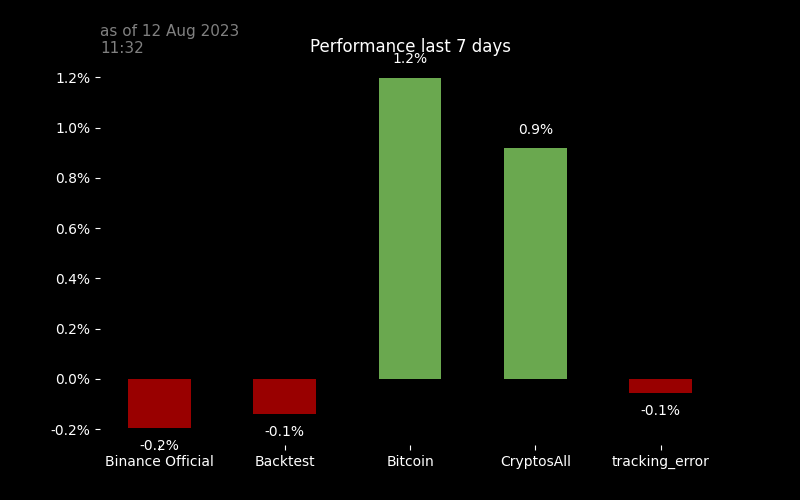 as of 12 Aug 2023
11:32
Performance last 7 days
1.2%
1.2%
1.0%
0.9%
0.8%
0.6%
0.4%
0.2%
0.0%
-0.2%
-0.2%
-0.1%
-0.1%
Binance Official
Backtest
Bitcoin
CryptosAll
tracking_error